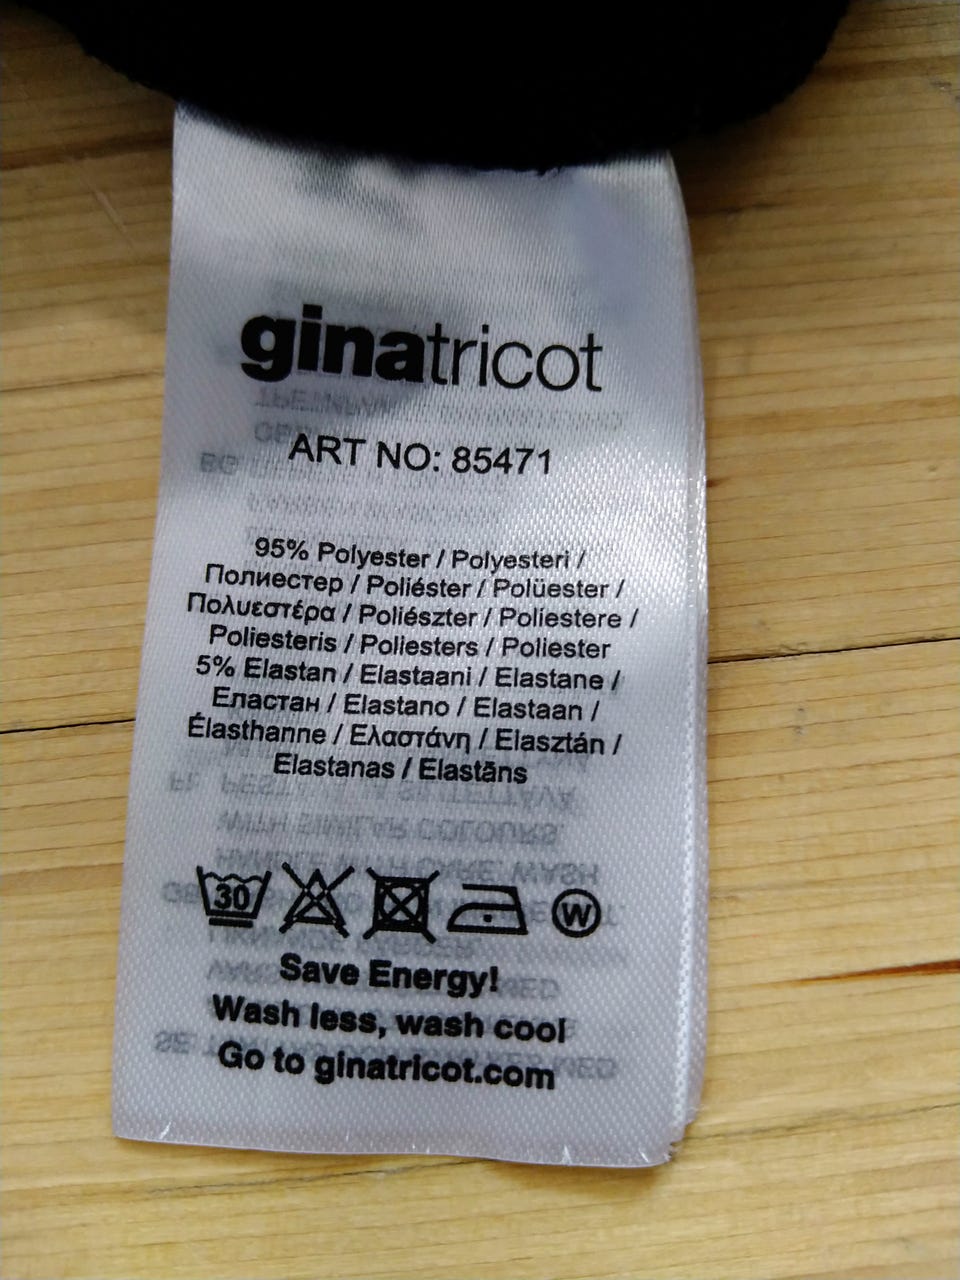 ginatricot
ART NO: 85471
95% Polyester / Polyesteri /
Полиестер / Poliéster / Polüester /
Πολυεστέρα / Poliészter / Poliestere /
Poliesteris / Poliesters / Poliester
5% Elastan / Elastaani / Elastane /
Еластан / Elastano / Elastaan /
Élasthanne / Ελαστάνη / Elasztán /
Elastanas / Elastāns
30 W
Save Energy!
Wash less, wash cool
Go to ginatricot.com